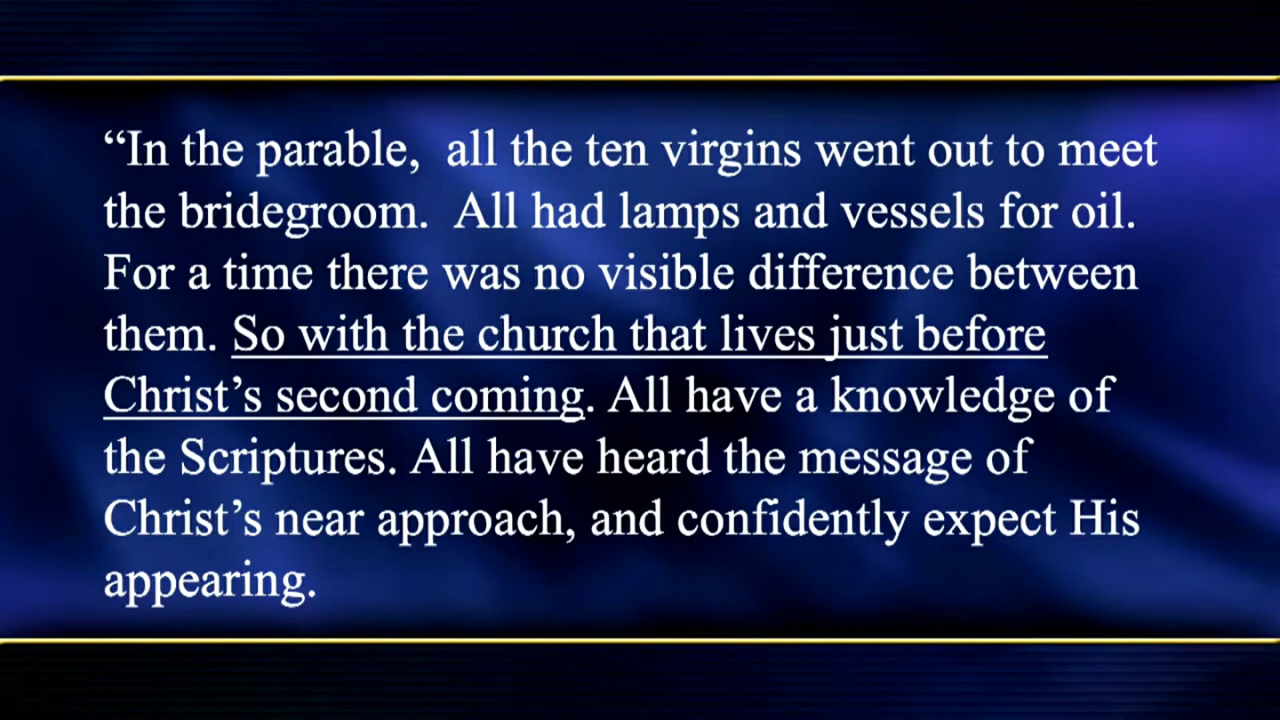 “In the parable,  all the ten virgins went out to meet
the bridegroom.  All had lamps and vessels for oil.
For a time there was no visible difference between
them. So with the church that lives just before
Christ’s second coming. All have a knowledge of
the Scriptures. All have heard the message of
Christ’s near approach, and confidently expect His
appearing.